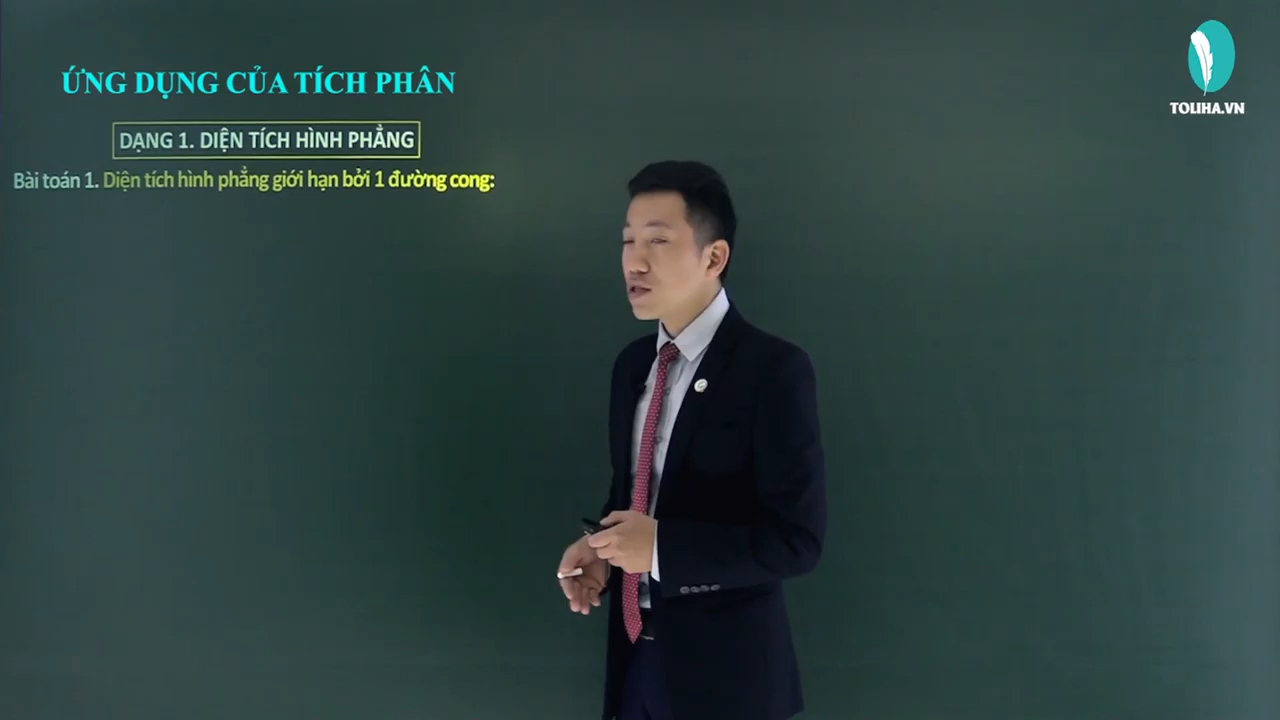 ỨNG DỤNG CỦA TÍCH PHÂN
TOLIHA.VN
DẠNG 1. DIỆN TÍCH HÌNH PHẲNG
Bài toán 1. Diện tích hình phẳng giới hạn bởi 1 đường cong: